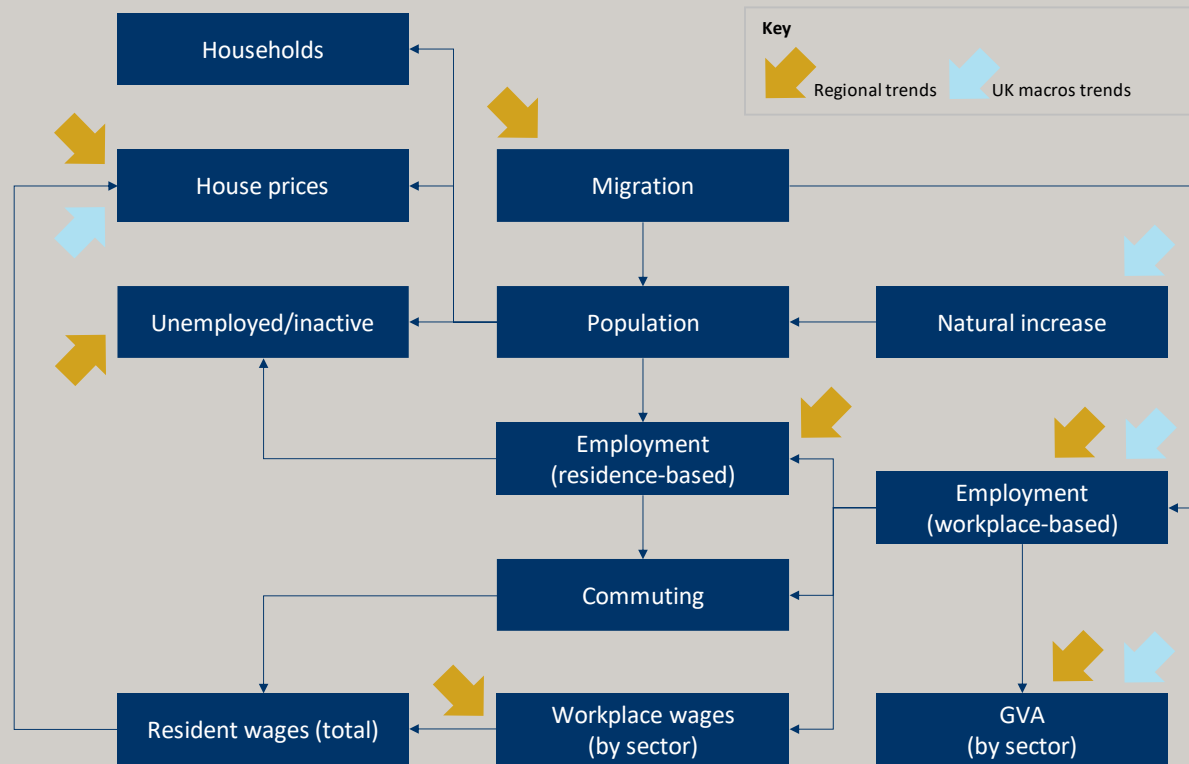 Households
Key
Regional trends
UK macros trends
House prices
Migration
Unemployed/inactive
Population
Natural increase
Employment
(residence-based)
Employment
(workplace-based)
Commuting
Resident wages (total)
Workplace wages
(by sector)
GVA
(by sector)